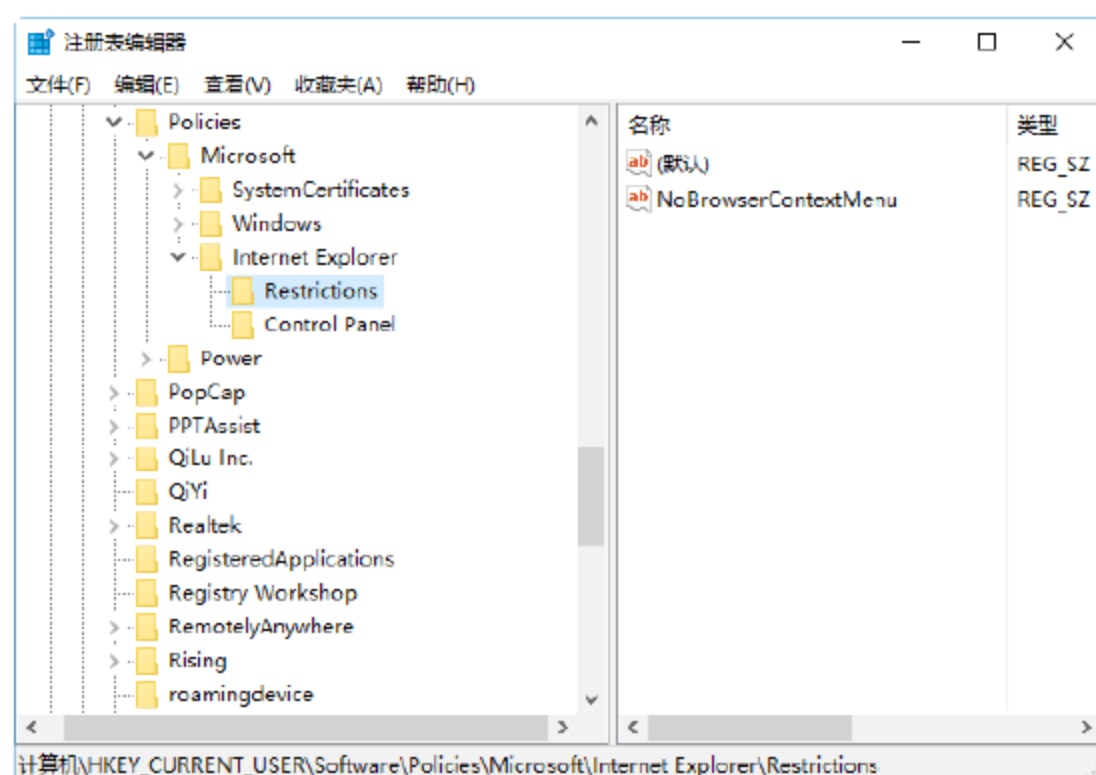 注册表编辑器
文件(F) 编辑(E) 查看(V) 收藏夹(A) 帮助(H)
Policies
Microsoft
SystemCertificates
Windows
Internet Explorer
Restrictions
Control Panel
Power
PopCap
PPTAssist
QiLu Inc.
QiYi
Realtek
RegisteredApplications
Registry Workshop
RemotelyAnywhere
Rising
roamingdevice
名称 类型
ab (默认) REG_SZ
ab NoBrowserContextMenu REG_SZ
计算机\HKEY_CURRENT_USER\Software\Policies\Microsoft\Internet Explorer\Restrictions